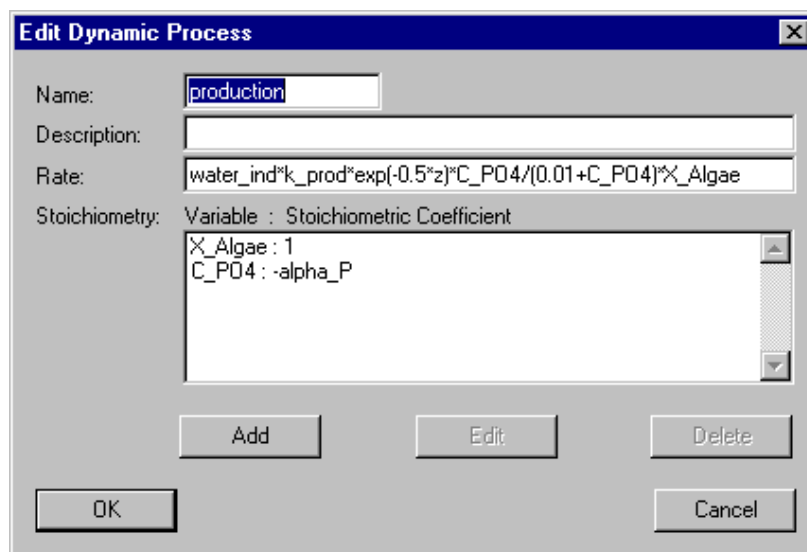 Edit Dynamic Process
Name: production
Description:
Rate: water_ind*k_prod*exp(-0.5*z)*C_PO4/(0.01+C_PO4)*X_Algae
Stoichiometry: Variable : Stoichiometric Coefficient
X_Algae : 1
C_PO4 : -alpha_P
Add Edit Delete
OK Cancel